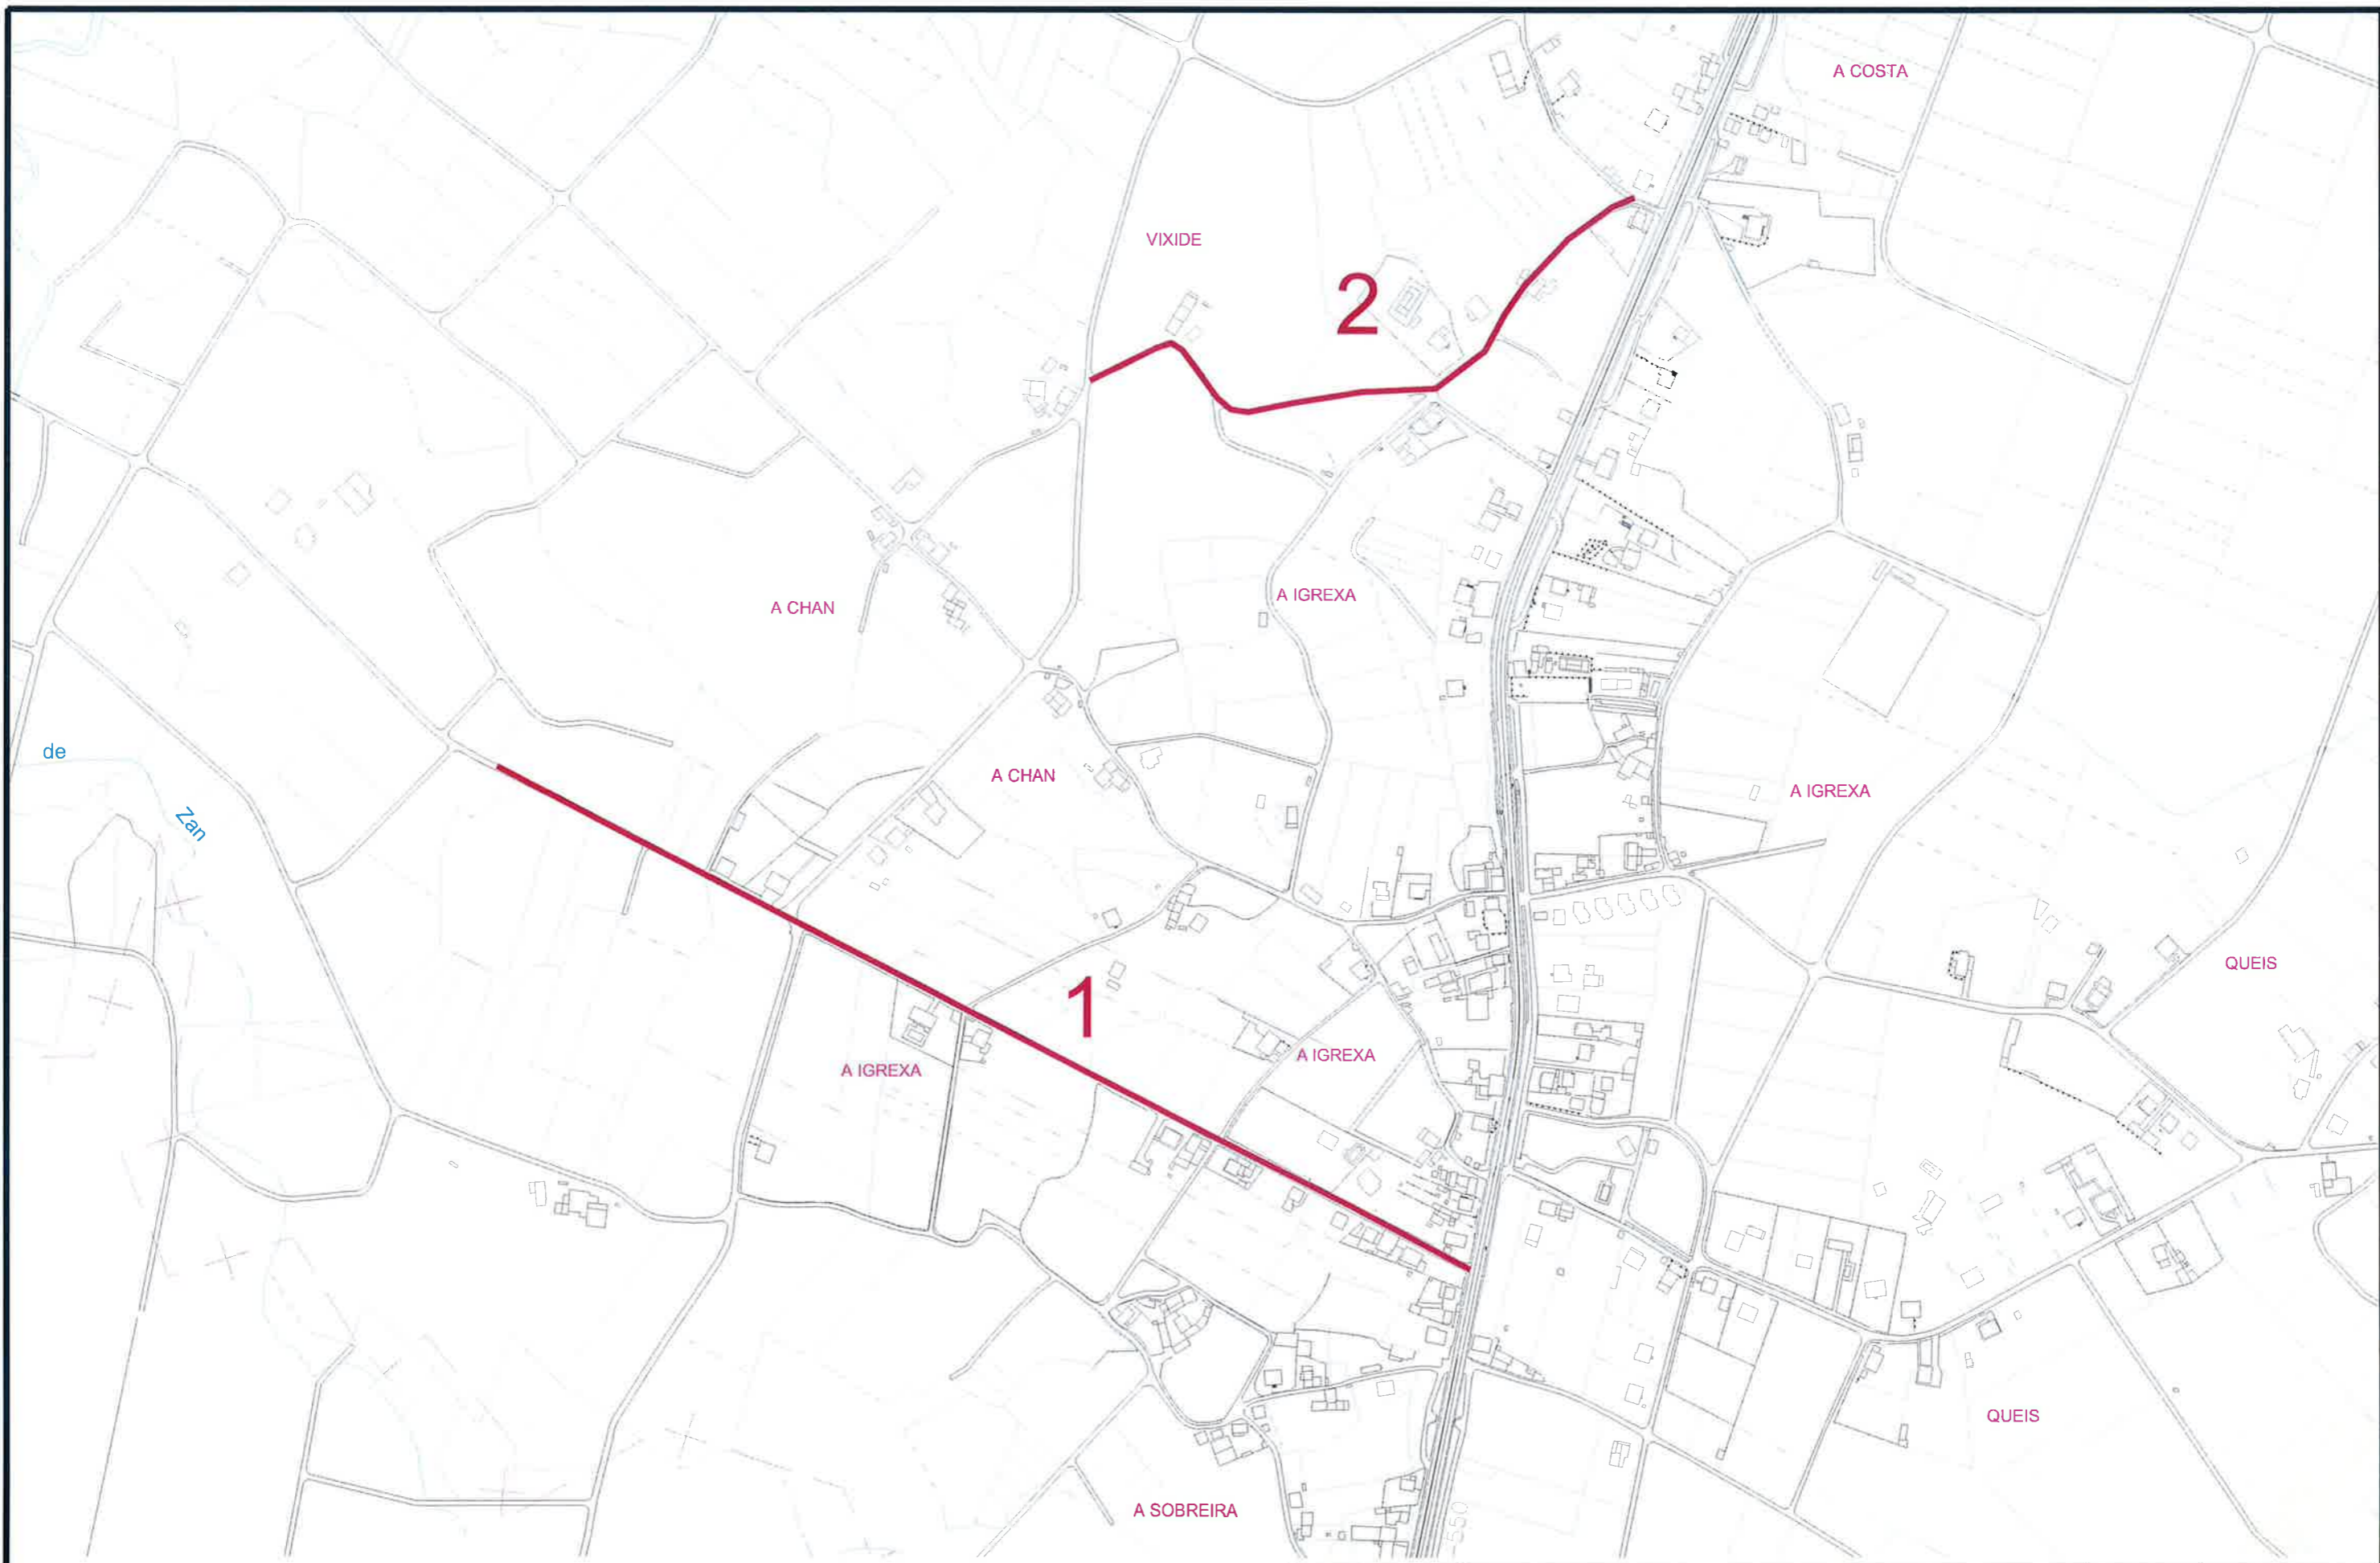 A COSTA
VIXIDE
2
A CHAN
A IGREXA
de
Zan
A CHAN
A IGREXA
QUEIS
1
A IGREXA
A IGREXA
QUEIS
A SOBREIRA
550